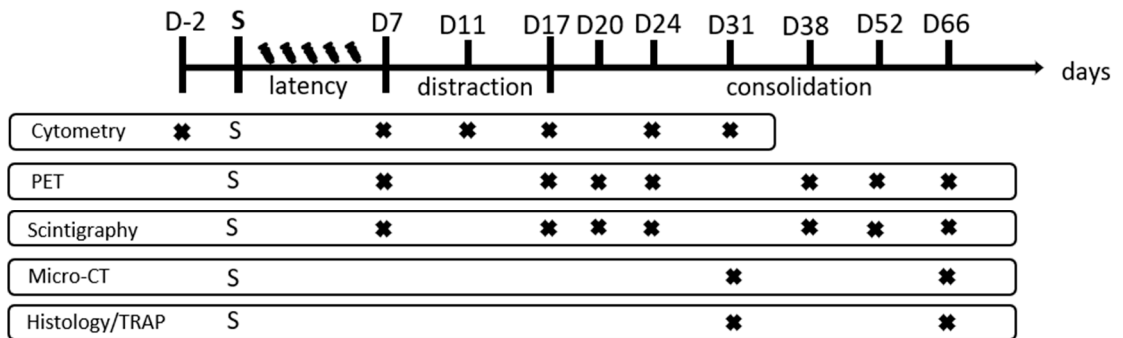 D-2 S D7 D11 D17 D20 D24 D31 D38 D52 D66
latency distraction consolidation days
Cytometry S
PET S
Scintigraphy S
Micro-CT S
Histology/TRAP S